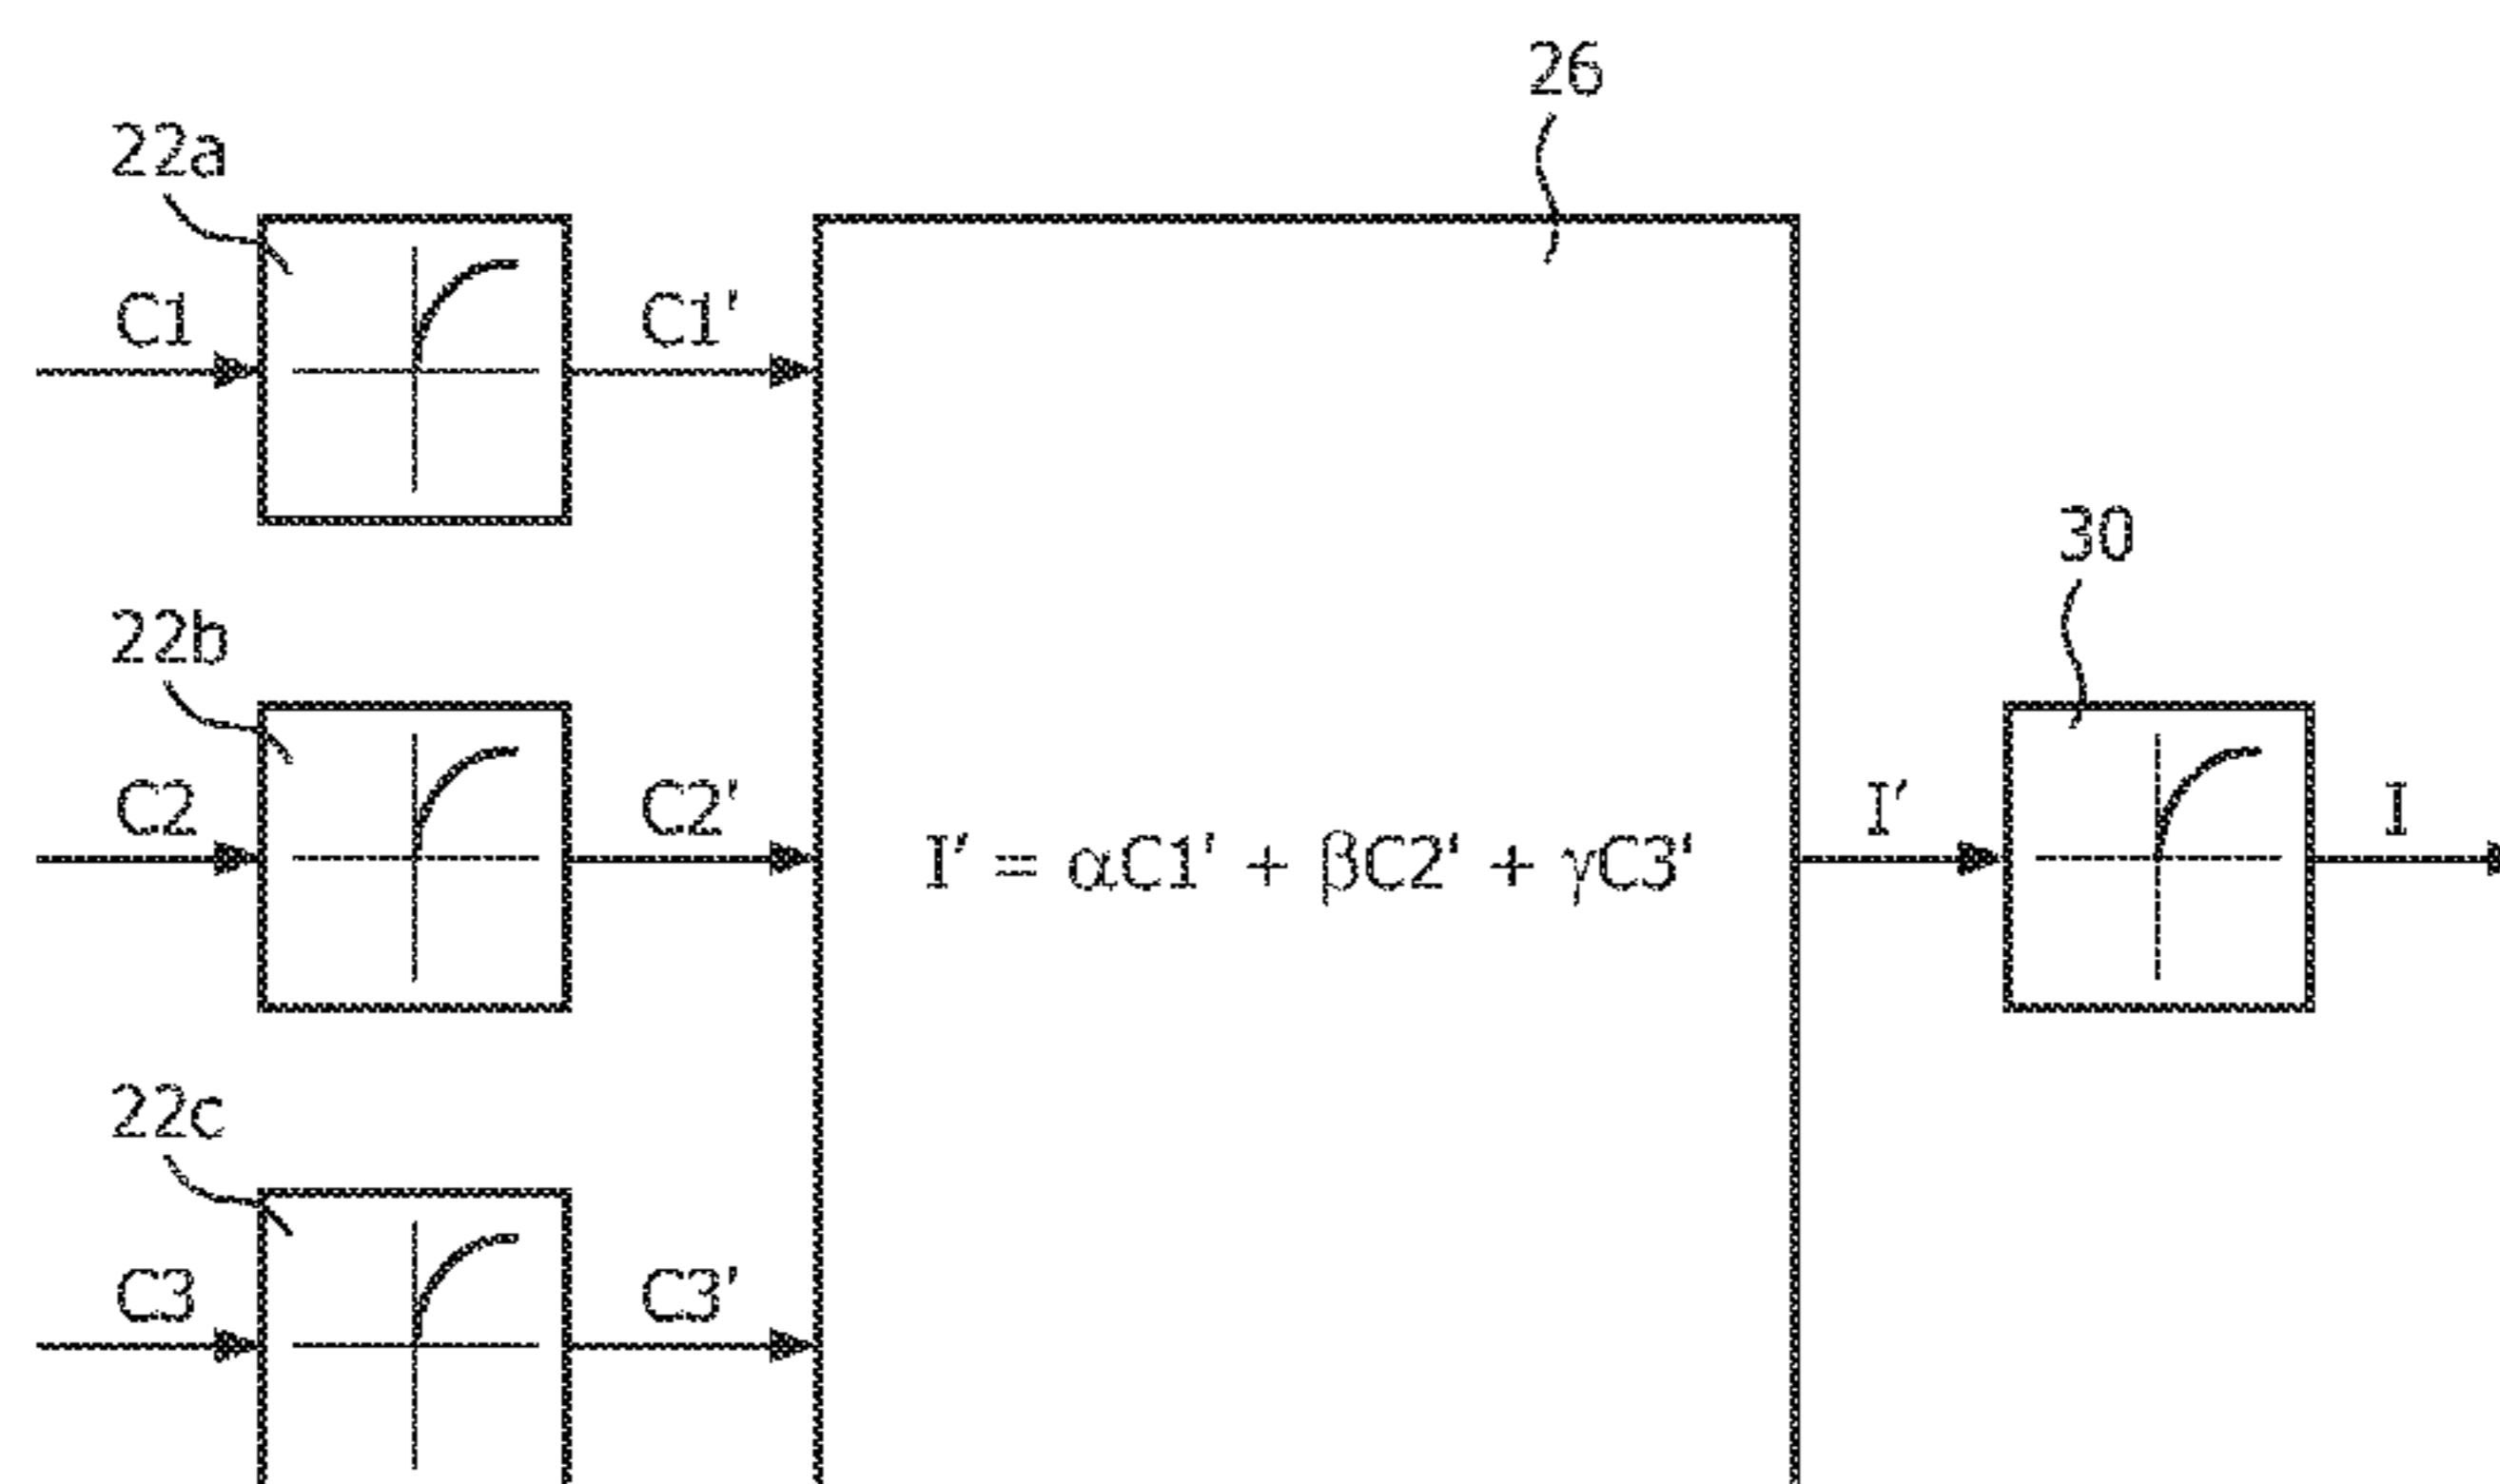 26
22a
C1
C1'
30
22b
C2
C2'
I' = αC1' + βC2' + γC3'
I'
I
22c
C3
C3'